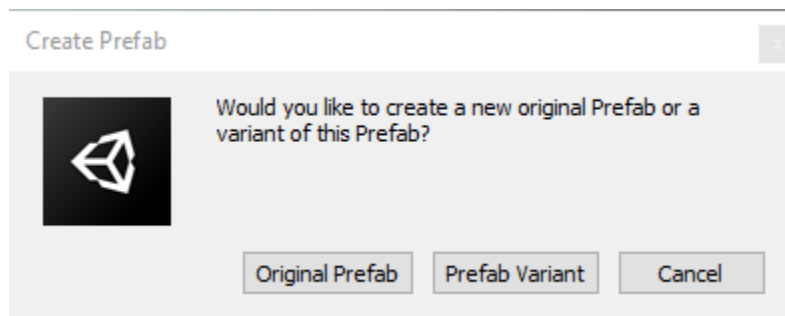 Create Prefab
Would you like to create a new original Prefab or a
variant of this Prefab?
Original Prefab
Prefab Variant
Cancel